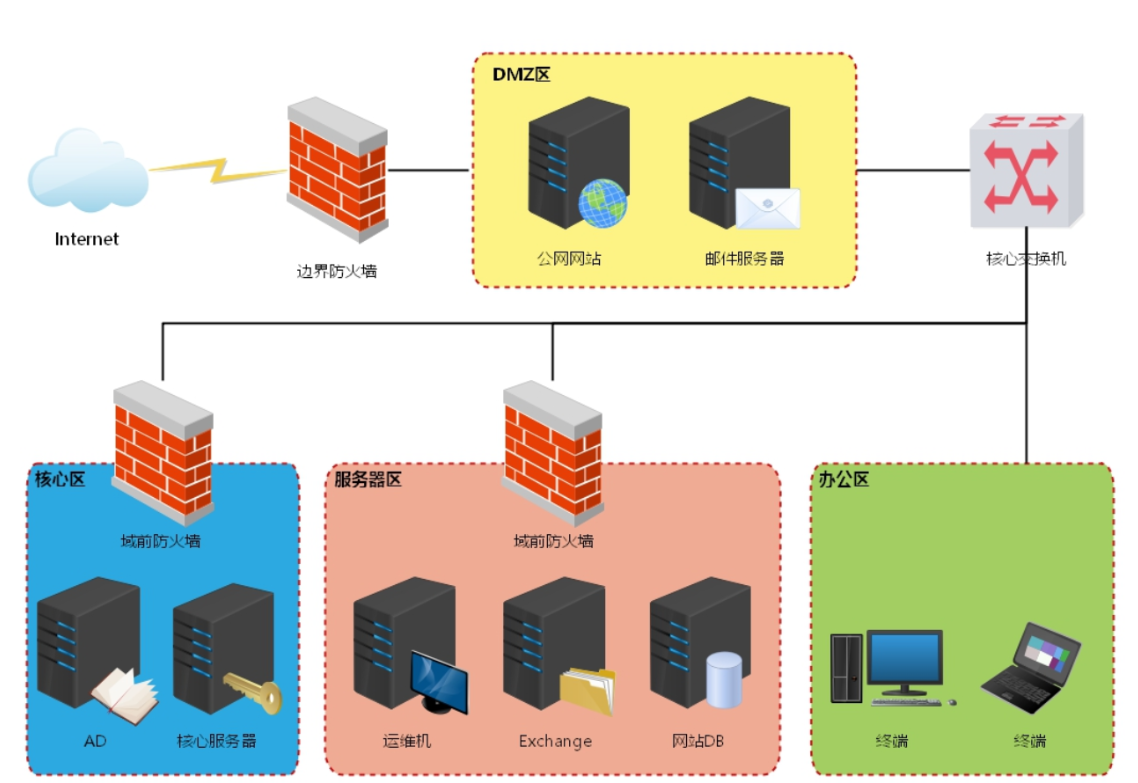 DMZ区
Internet
边界防火墙
公网网站
邮件服务器
核心交换机
核心区
服务器区
办公区
域前防火墙
域前防火墙
AD
核心服务器
运维机
Exchange
网站DB
终端
终端